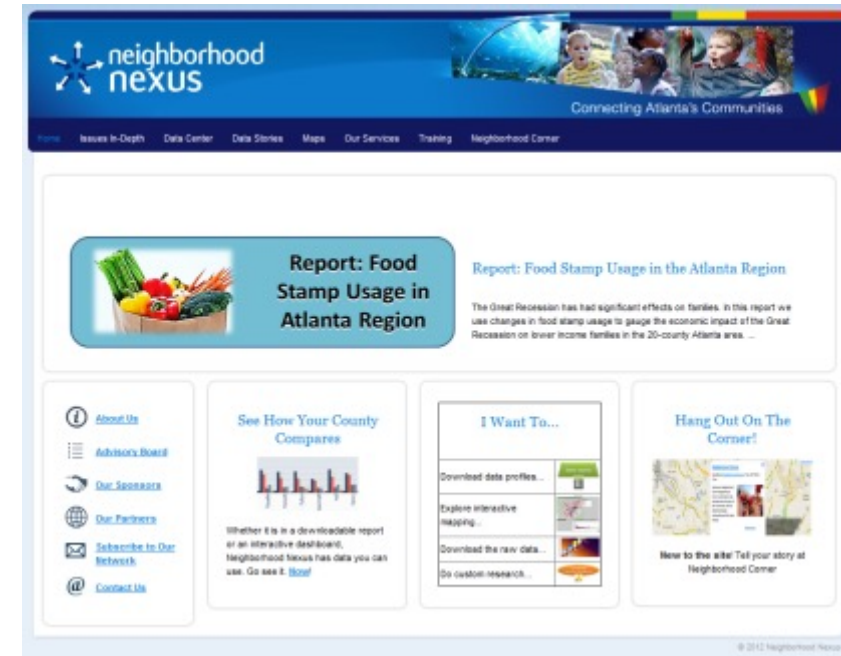 neighborhood
nexus
Connecting Atlanta's Communities
Home Issues In-Depth Data Center Data Stories Maps Our Services Training Neighborhood Corner
Report: Food
Stamp Usage in
Atlanta Region
Report: Food Stamp Usage in the Atlanta Region
The Great Recession has had significant effects on families. In this report we
use changes in food stamp usage to gauge the economic impact of the Great
Recession on lower income families in the 20-county Atlanta area. ...
About Us
Advisory Board
Our Sponsors
Our Partners
Subscribe to Our
Network
Contact Us
See How Your County
Compares
Whether it is in a downloadable report
or an interactive dashboard,
Neighborhood Nexus has data you can
use. Go see it. Now!
I Want To...
Download data profiles...
Explore interactive
mapping...
Download the raw data...
Do custom research...
Hang Out On The
Corner!
New to the site! Tell your story at
Neighborhood Corner
© 2012 Neighborhood Nexus